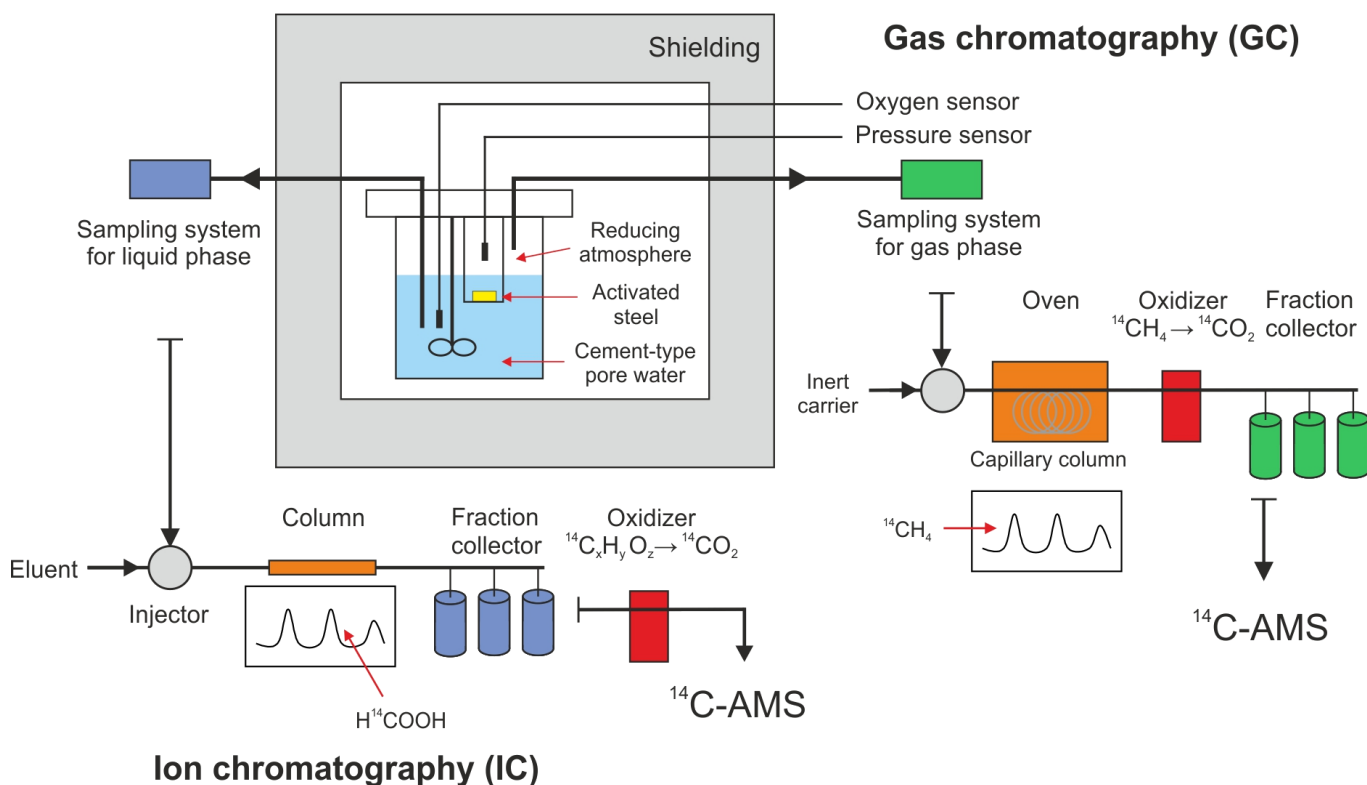 Gas chromatography (GC)
Shielding
Oxygen sensor
Pressure sensor
Sampling system
for liquid phase
Sampling system
for gas phase
Reducing
atmosphere
Activated
steel
Cement-type
pore water
Oven
Oxidizer
¹⁴CH₄→¹⁴CO₂
Fraction
collector
Inert
carrier
Capillary column
¹⁴CH₄
¹⁴C-AMS
Column
Fraction
collector
Oxidizer
¹⁴CₓHᵧO_z→¹⁴CO₂
Eluent
Injector
H¹⁴COOH
¹⁴C-AMS
Ion chromatography (IC)